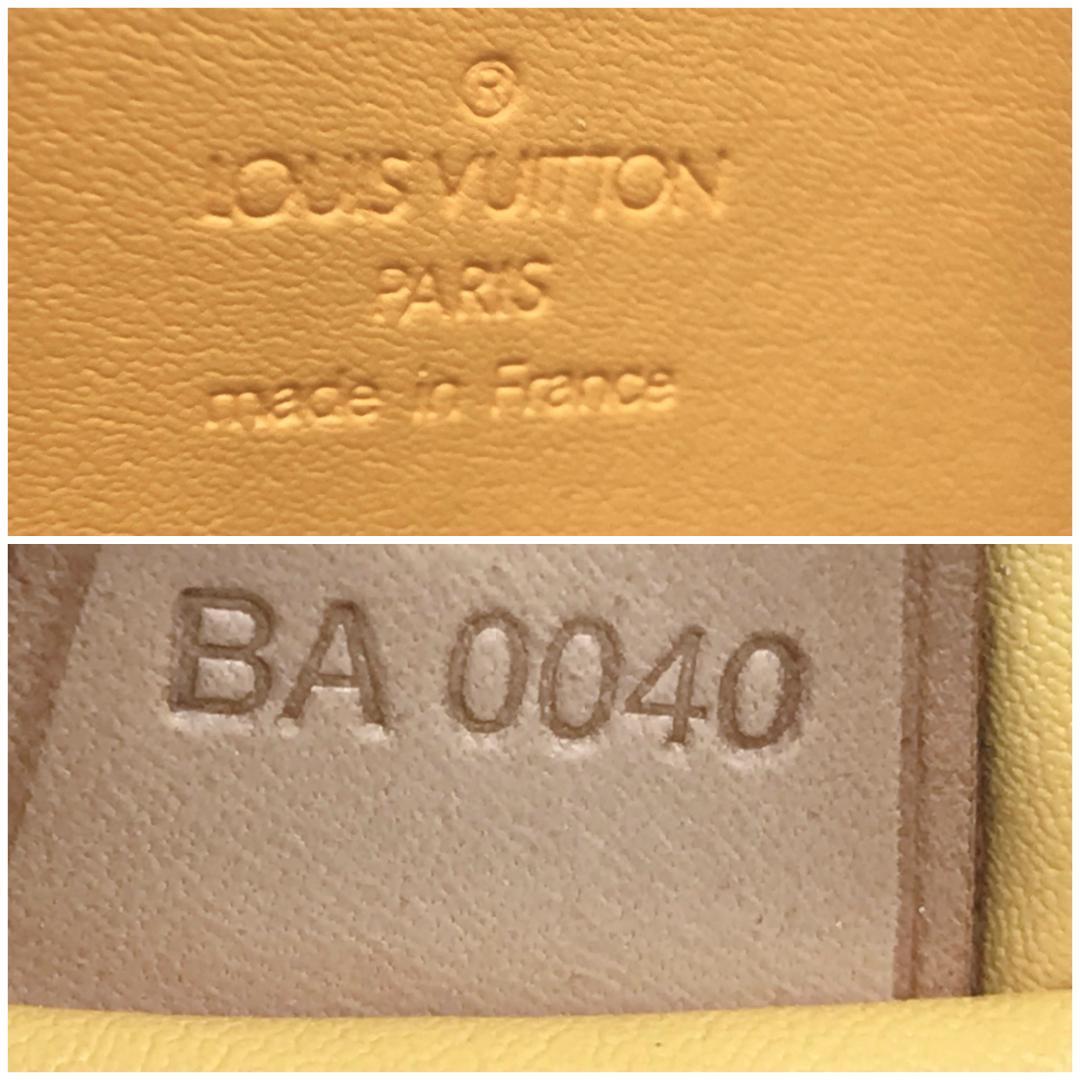 ®
LOUIS VUITTON
PARIS
made in France
BA 0040